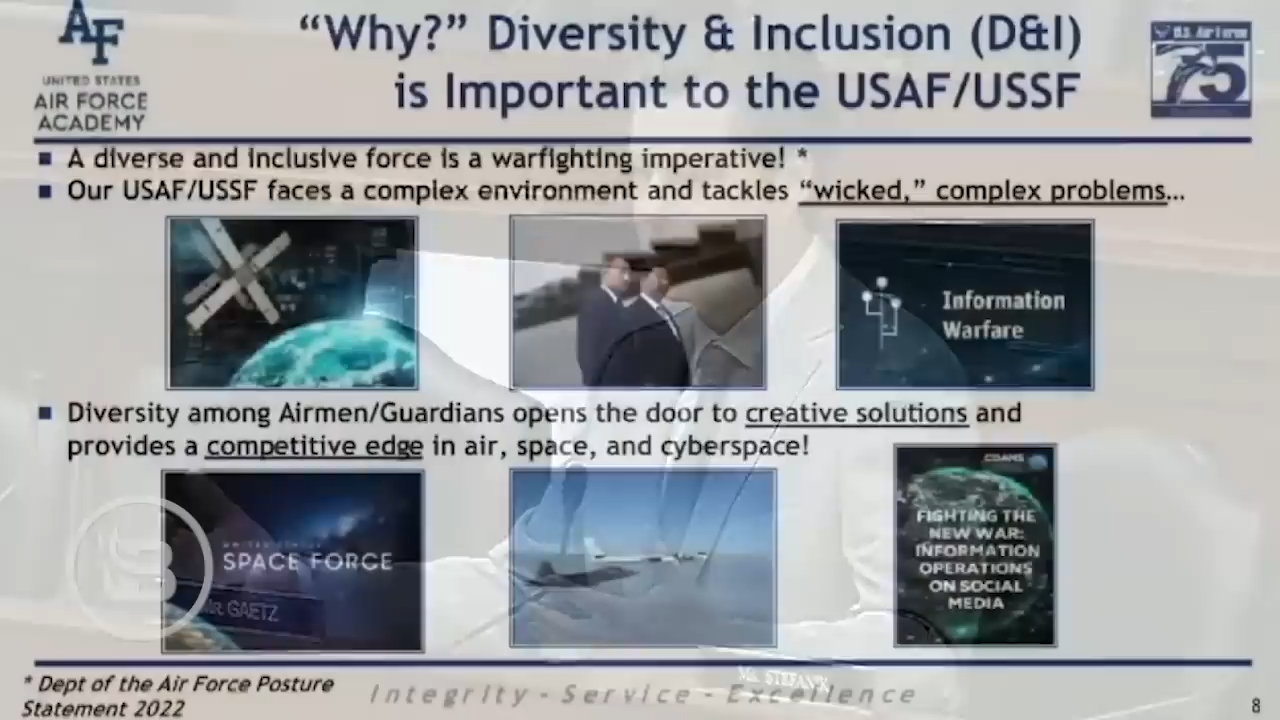 AF
UNITED STATES
AIR FORCE
ACADEMY
“Why?” Diversity & Inclusion (D&I)
is Important to the USAF/USSF
U.S. Air Force
75
▪ A diverse and inclusive force is a warfighting imperative! *
▪ Our USAF/USSF faces a complex environment and tackles “wicked,” complex problems…
Information
Warfare
▪ Diversity among Airmen/Guardians opens the door to creative solutions and
provides a competitive edge in air, space, and cyberspace!
SPACE FORCE
MR. GAETZ
B
FIGHTING THE
NEW WAR:
INFORMATION
OPERATIONS
ON SOCIAL
MEDIA
* Dept of the Air Force Posture
Statement 2022
Integrity - Service - Excellence
8